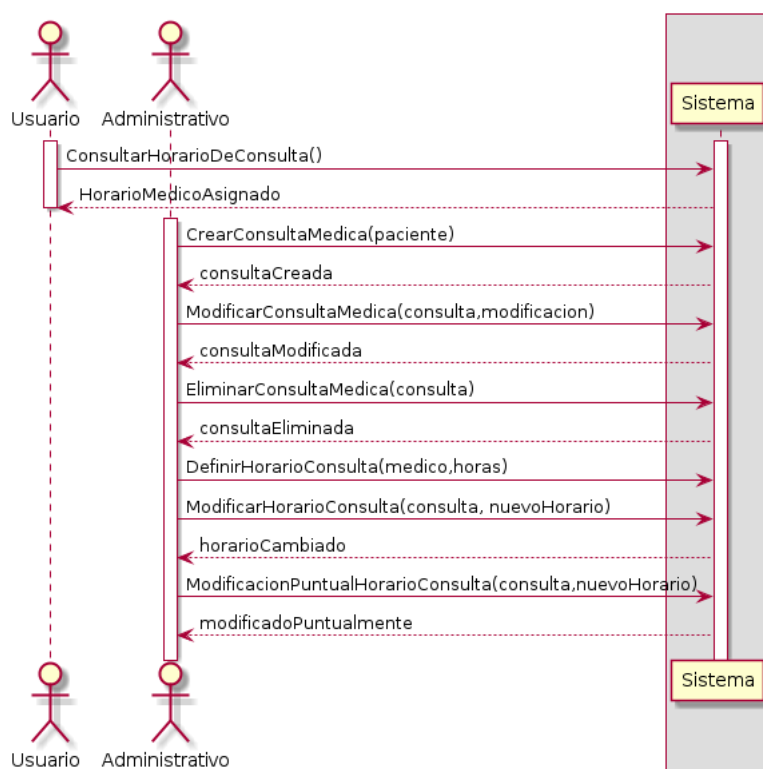 Usuario
Administrativo
Sistema
ConsultarHorarioDeConsulta()
HorarioMedicoAsignado
CrearConsultaMedica(paciente)
consultaCreada
ModificarConsultaMedica(consulta,modificacion)
consultaModificada
EliminarConsultaMedica(consulta)
consultaEliminada
DefinirHorarioConsulta(medico,horas)
ModificarHorarioConsulta(consulta, nuevoHorario)
horarioCambiado
ModificacionPuntualHorarioConsulta(consulta,nuevoHorario)
modificadoPuntualmente
Usuario
Administrativo
Sistema